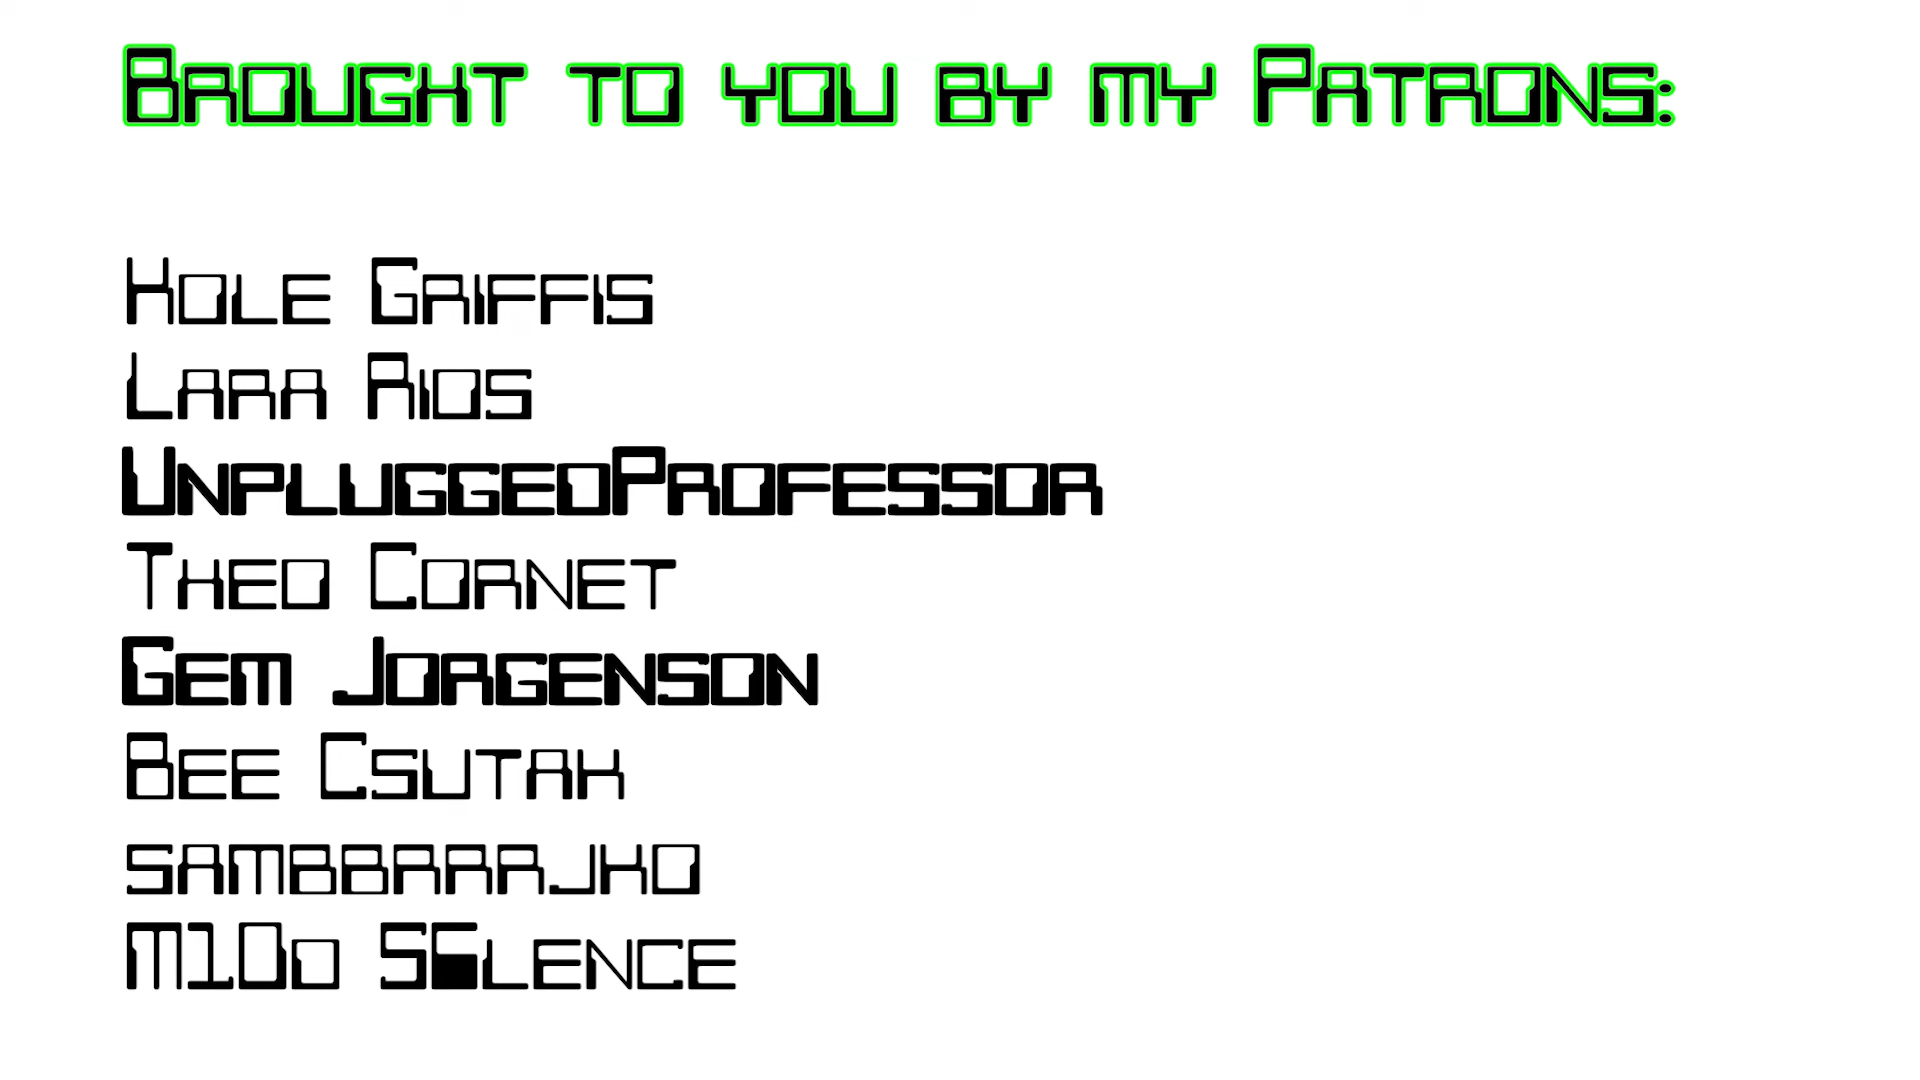 Brought to you by my Patrons:
Kole Griffis
Lara Rios
UnpluggedProfessor
Theo Cornet
Gem Jorgenson
Bee Csutak
sambbrrrjko
M10o S6lence